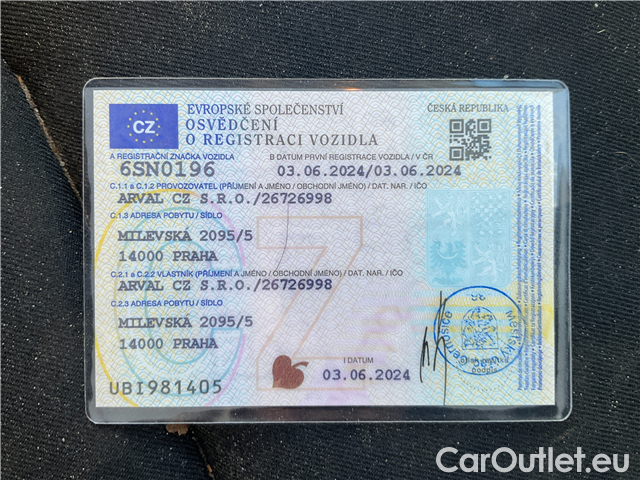 EVROPSKÉ SPOLEČENSTVÍ
ČESKÁ REPUBLIKA
CZ
OSVĚDČENÍ
O REGISTRACI VOZIDLA
A REGISTRAČNÍ ZNAČKA VOZIDLA
B DATUM PRVNÍ REGISTRACE VOZIDLA / V ČR
6SN0196
03.06.2024/03.06.2024
C.1.1 a C.1.2 PROVOZOVATEL (PŘÍJMENÍ A JMÉNO / OBCHODNÍ JMÉNO) / DAT. NAR. / IČO
ARVAL CZ S.R.O./26726998
C.1.3 ADRESA POBYTU / SÍDLO
MILEVSKÁ 2095/5
14000 PRAHA
C.2.1 a C.2.2 VLASTNÍK (PŘÍJMENÍ A JMÉNO / OBCHODNÍ JMÉNO) / DAT. NAR. / IČO
ARVAL CZ S.R.O./26726998
C.2.3 ADRESA POBYTU / SÍDLO
MILEVSKÁ 2095/5
14000 PRAHA
I DATUM
03.06.2024
UBI981405
Černošice
podpis
CarOutlet.eu